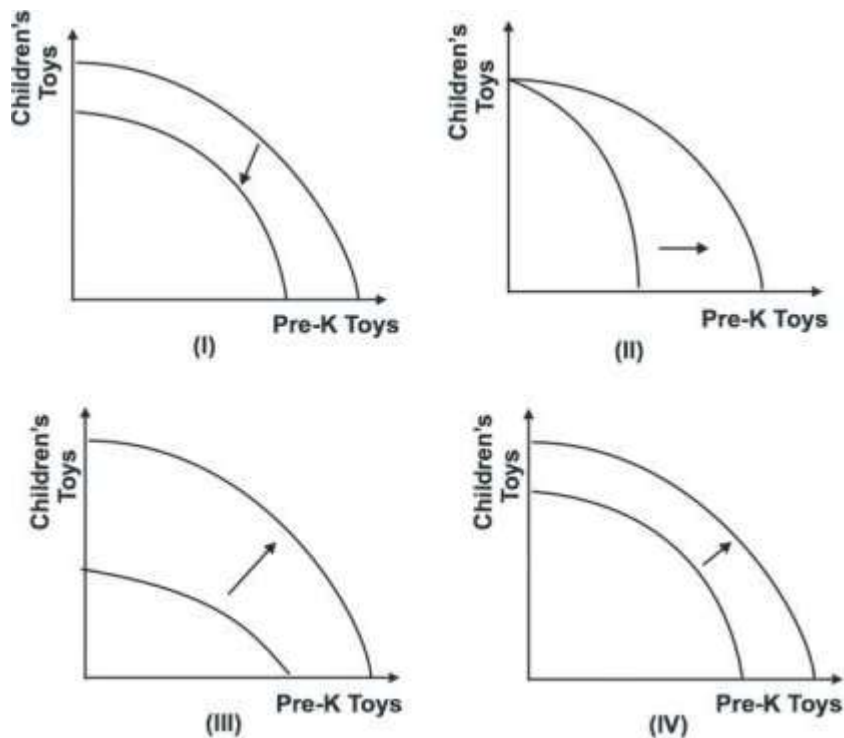 Children's
Toys
Pre-K Toys
(I)
Children's
Toys
Pre-K Toys
(II)
Children's
Toys
Pre-K Toys
(III)
Children's
Toys
Pre-K Toys
(IV)